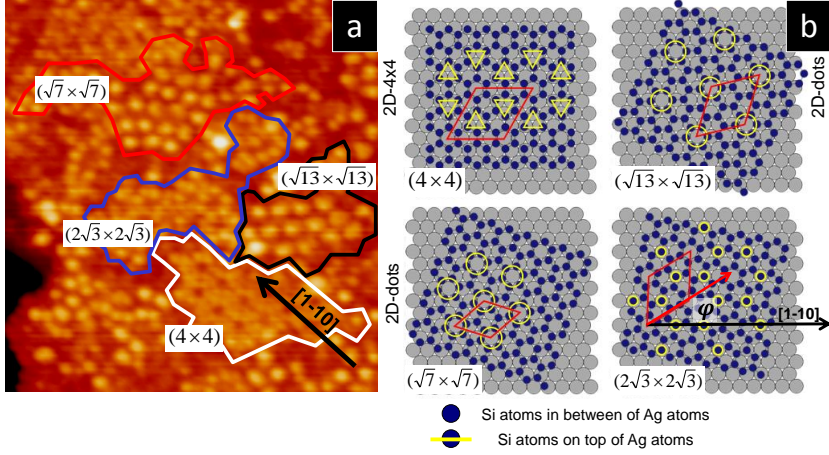 a
(√7×√7)
(√13×√13)
(2√3×2√3)
(4×4)
[1-10]
b
2D-4x4
(4×4)
2D-dots
(√13×√13)
2D-dots
(√7×√7)
φ
[1-10]
(2√3×2√3)
Si atoms in between of Ag atoms
Si atoms on top of Ag atoms